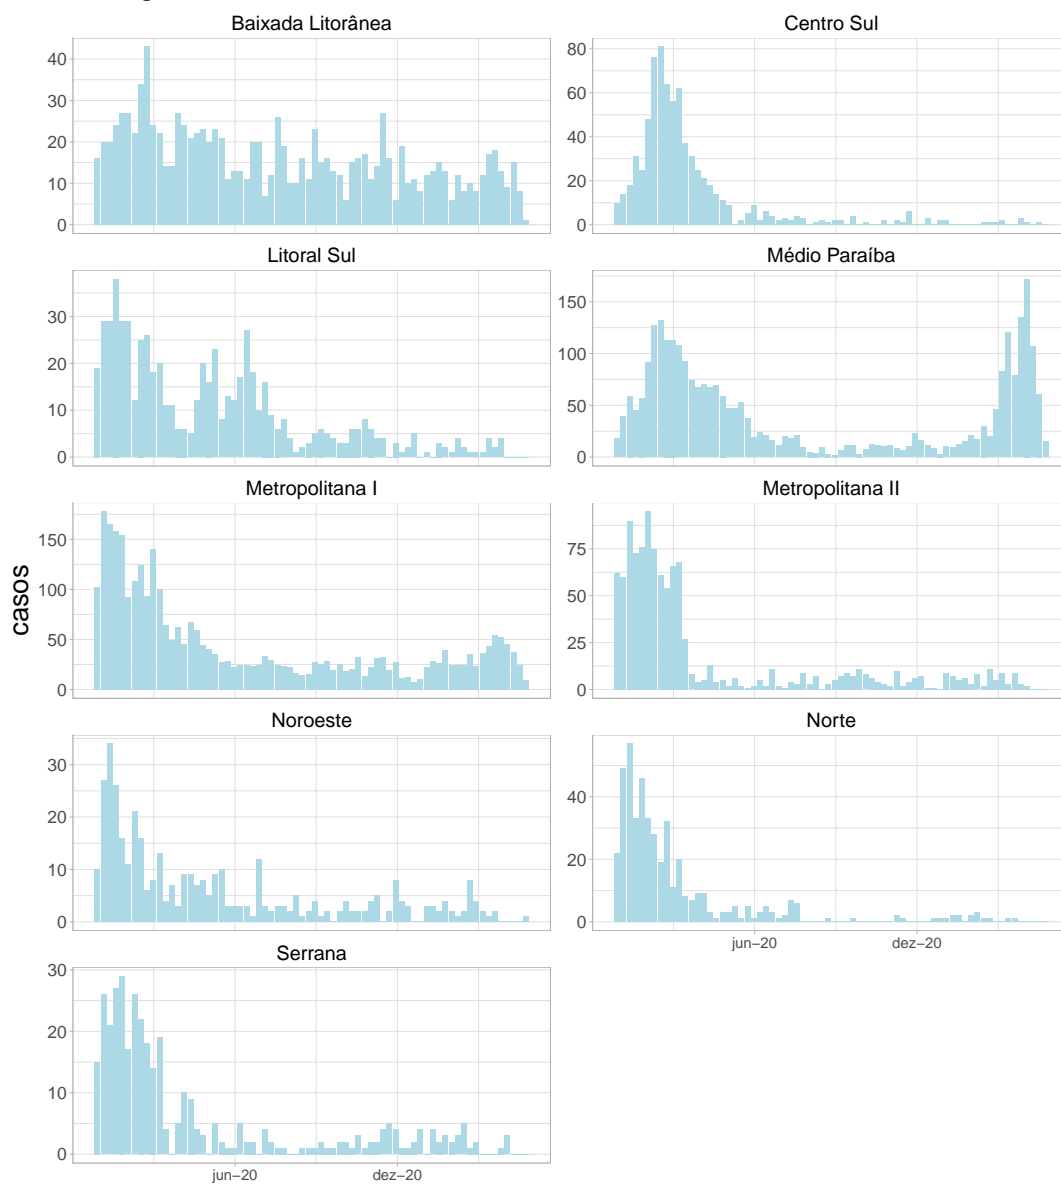 Baixada Litorânea
Centro Sul
40
30
20
10
0
80
60
40
20
0
Litoral Sul
Médio Paraíba
30
20
10
0
150
100
50
0
Metropolitana I
Metropolitana II
casos
150
100
50
0
75
50
25
0
Noroeste
Norte
30
20
10
0
40
20
0
jun–20
dez–20
Serrana
30
20
10
0
jun–20
dez–20